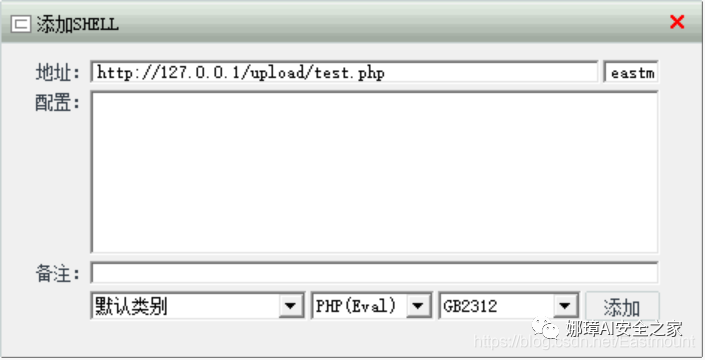 添加SHELL
地址: http://127.0.0.1/upload/test.php eastm
配置:
备注:
默认类别 PHP(Eval) GB2312 添加
娜璋AI安全之家
https://blog.csdn.net/Eastmount